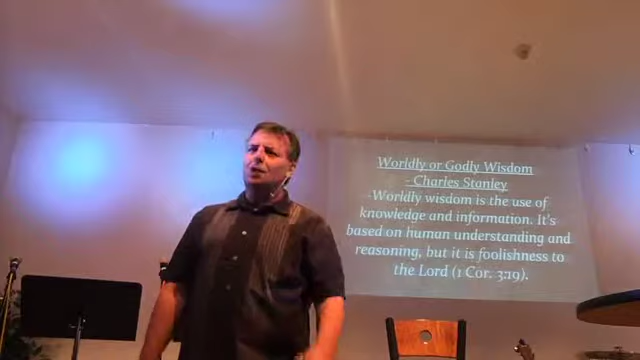 Worldly or Godly Wisdom
- Charles Stanley
-Worldly wisdom is the use of
knowledge and information. It's
based on human understanding and
reasoning, but it is foolishness to
the Lord (1 Cor. 3:19).